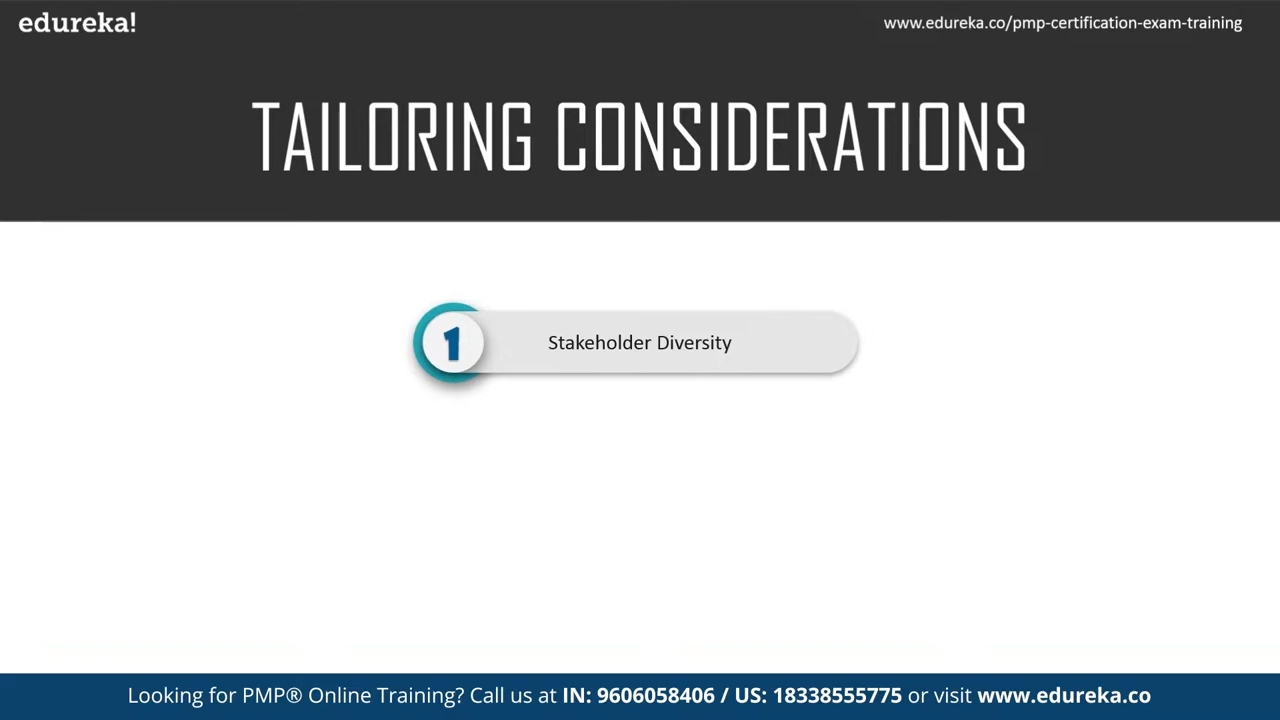 edureka!
www.edureka.co/pmp-certification-exam-training
TAILORING CONSIDERATIONS
1
Stakeholder Diversity
Looking for PMP® Online Training? Call us at IN: 9606058406 / US: 18338555775 or visit www.edureka.co